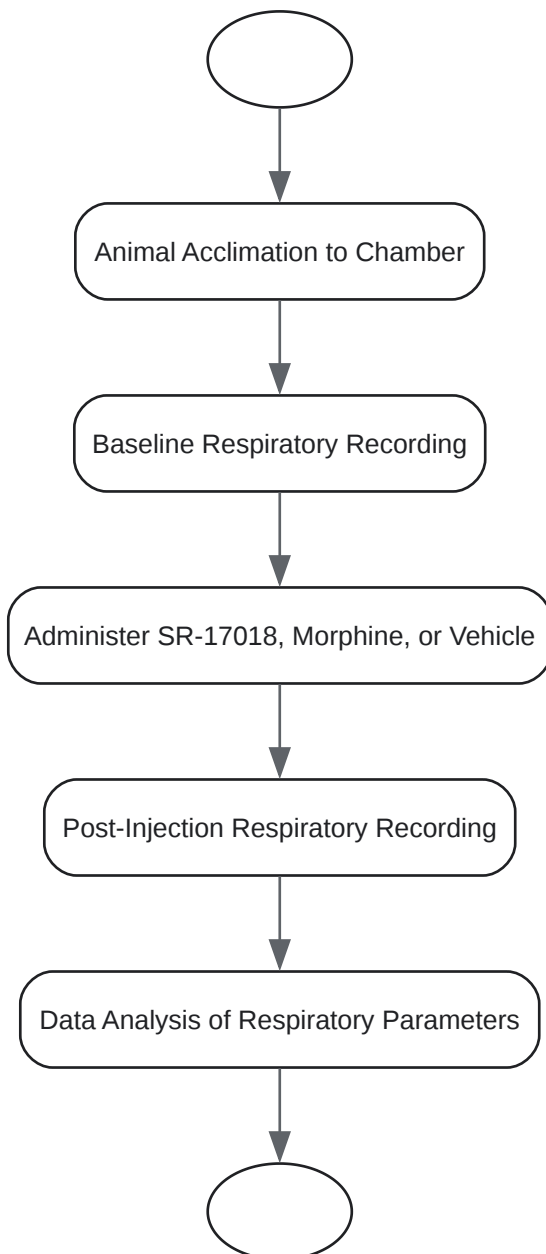 Animal Acclimation to Chamber
Baseline Respiratory Recording
Administer SR-17018, Morphine, or Vehicle
Post-Injection Respiratory Recording
Data Analysis of Respiratory Parameters